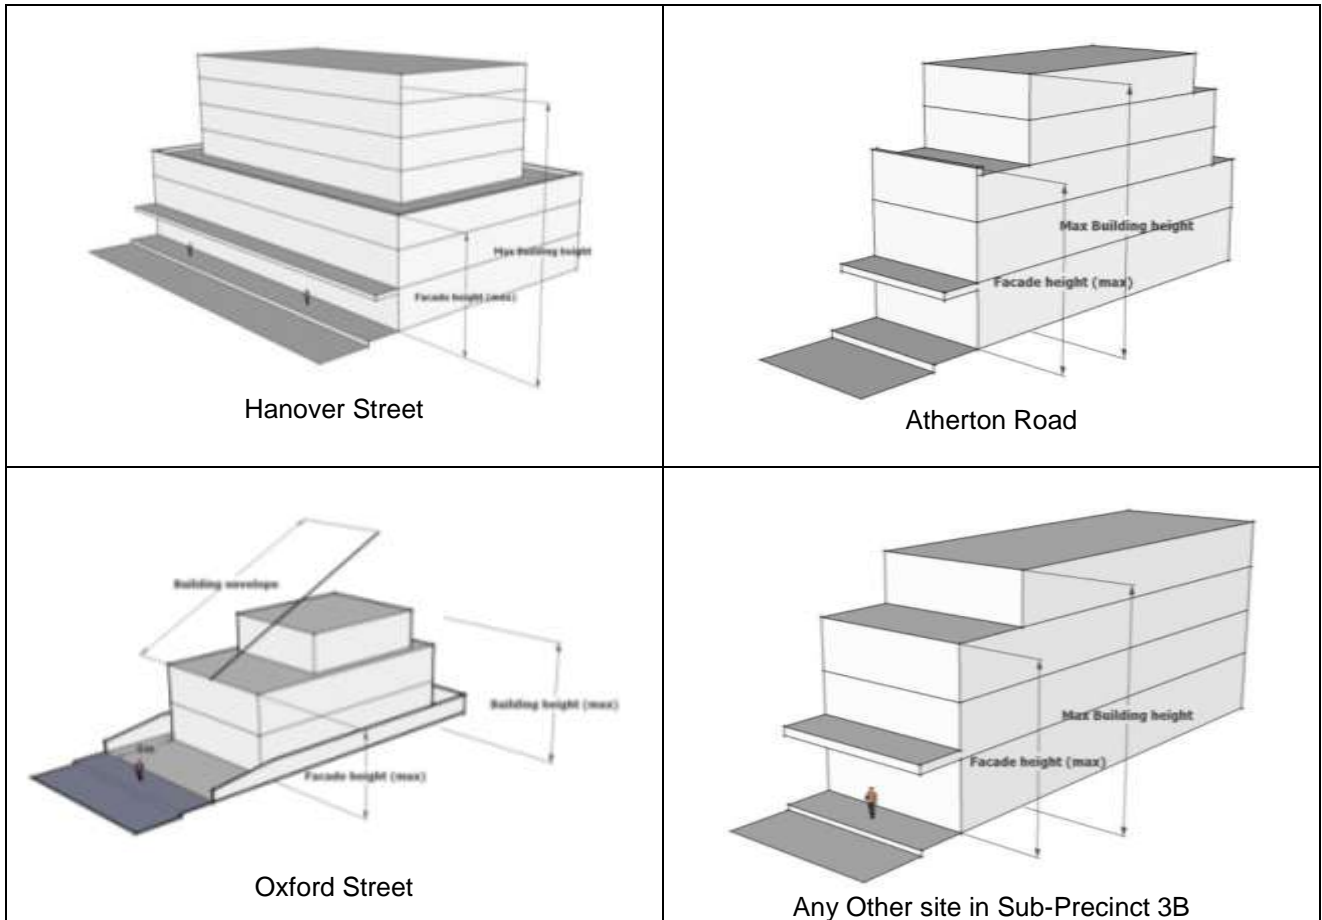 Max Building height
Facade height (max)
Hanover Street
Max Building height
Facade height (max)
Atherton Road
Building envelope
Building height (max)
Facade height (max)
Oxford Street
Max Building height
Facade height (max)
Any Other site in Sub-Precinct 3B